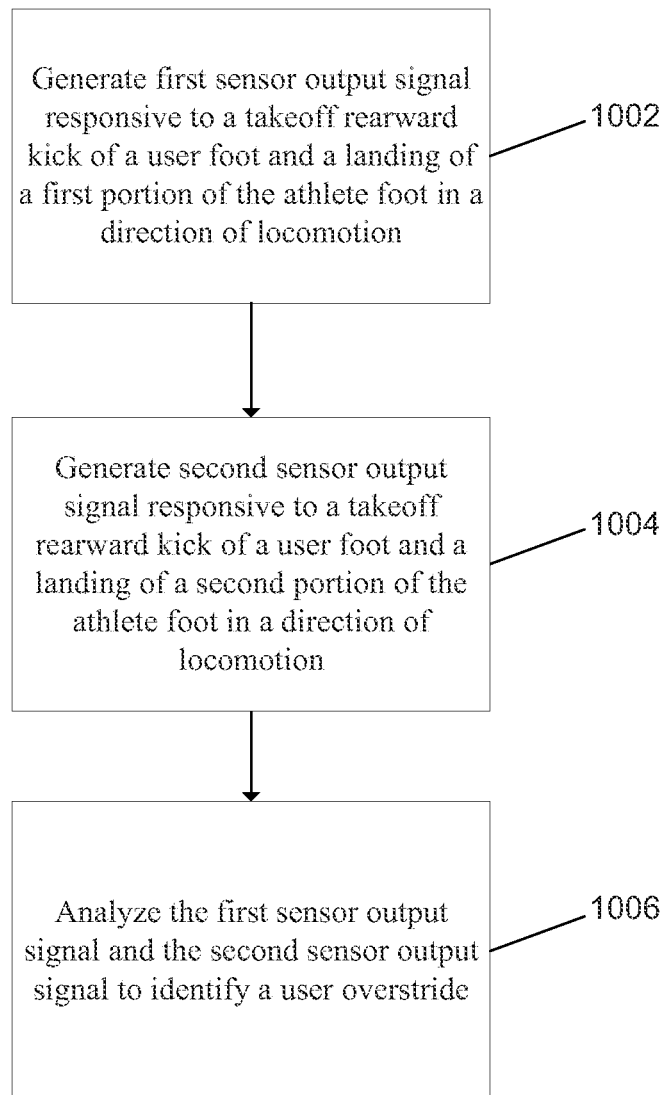 Generate first sensor output signal
responsive to a takeoff rearward
kick of a user foot and a landing of
a first portion of the athlete foot in a
direction of locomotion
1002
Generate second sensor output
signal responsive to a takeoff
rearward kick of a user foot and a
landing of a second portion of the
athlete foot in a direction of
locomotion
1004
Analyze the first sensor output
signal and the second sensor output
signal to identify a user overstride
1006